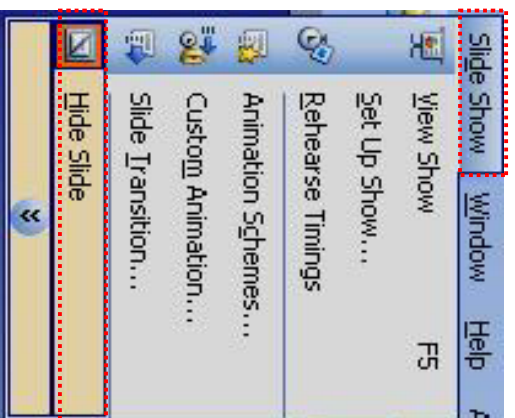 Slide Show Window Help A
View Show F5
Set Up Show...
Rehearse Timings
Animation Schemes...
Custom Animation...
Slide Transition...
Hide Slide